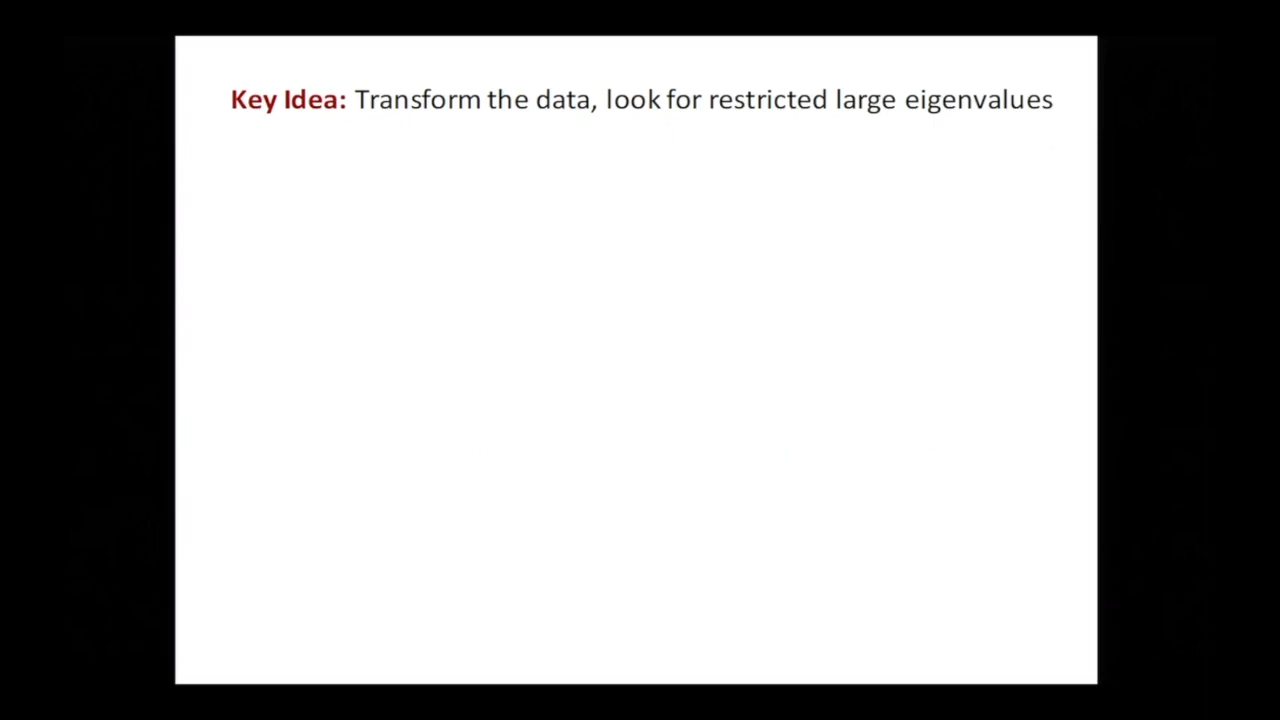 Key Idea: Transform the data, look for restricted large eigenvalues